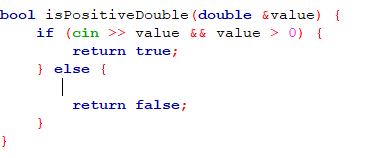 bool isPositiveDouble(double &value) {
    if (cin >> value && value > 0) {
        return true;
    } else {

        return false;
    }
}